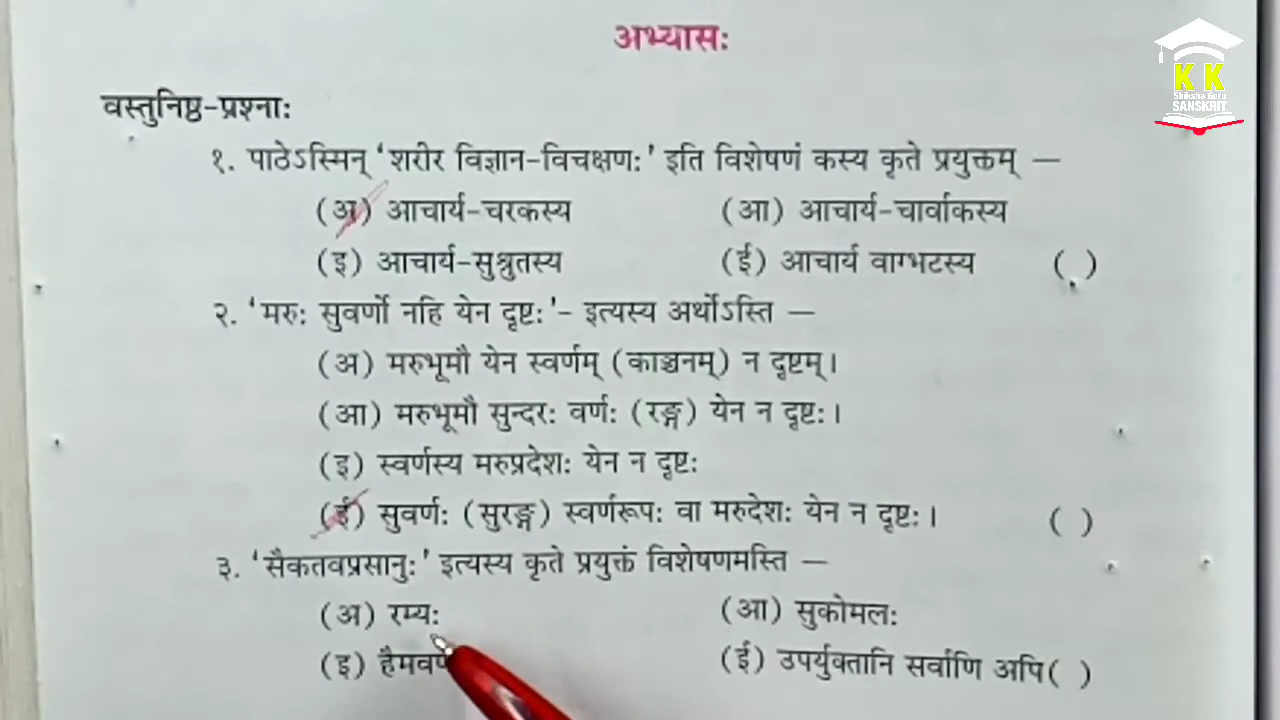 अभ्यासः
K K
Shiksha Guru
SANSKRIT
वस्तुनिष्ठ-प्रश्नाः
१. पाठेऽस्मिन् 'शरीर विज्ञान-विचक्षणः' इति विशेषणं कस्य कृते प्रयुक्तम् —
(अ) आचार्य-चरकस्य (आ) आचार्य-चार्वाकस्य
(इ) आचार्य-सुश्रुतस्य (ई) आचार्य वाग्भटस्य ( )
२. 'मरुः सुवर्णो नहि येन दृष्टः'- इत्यस्य अर्थोऽस्ति —
(अ) मरुभूमौ येन स्वर्णम् (काञ्चनम्) न दृष्टम्।
(आ) मरुभूमौ सुन्दरः वर्णः (रङ्ग) येन न दृष्टः।
(इ) स्वर्णस्य मरुप्रदेशः येन न दृष्टः
(ई) सुवर्णः (सुरङ्ग) स्वर्णरूपः वा मरुदेशः येन न दृष्टः। ( )
३. 'सैकतवप्रसानुः' इत्यस्य कृते प्रयुक्तं विशेषणमस्ति —
(अ) रम्यः (आ) सुकोमलः
(इ) (ई) उपर्युक्तानि सर्वाणि अपि ( )